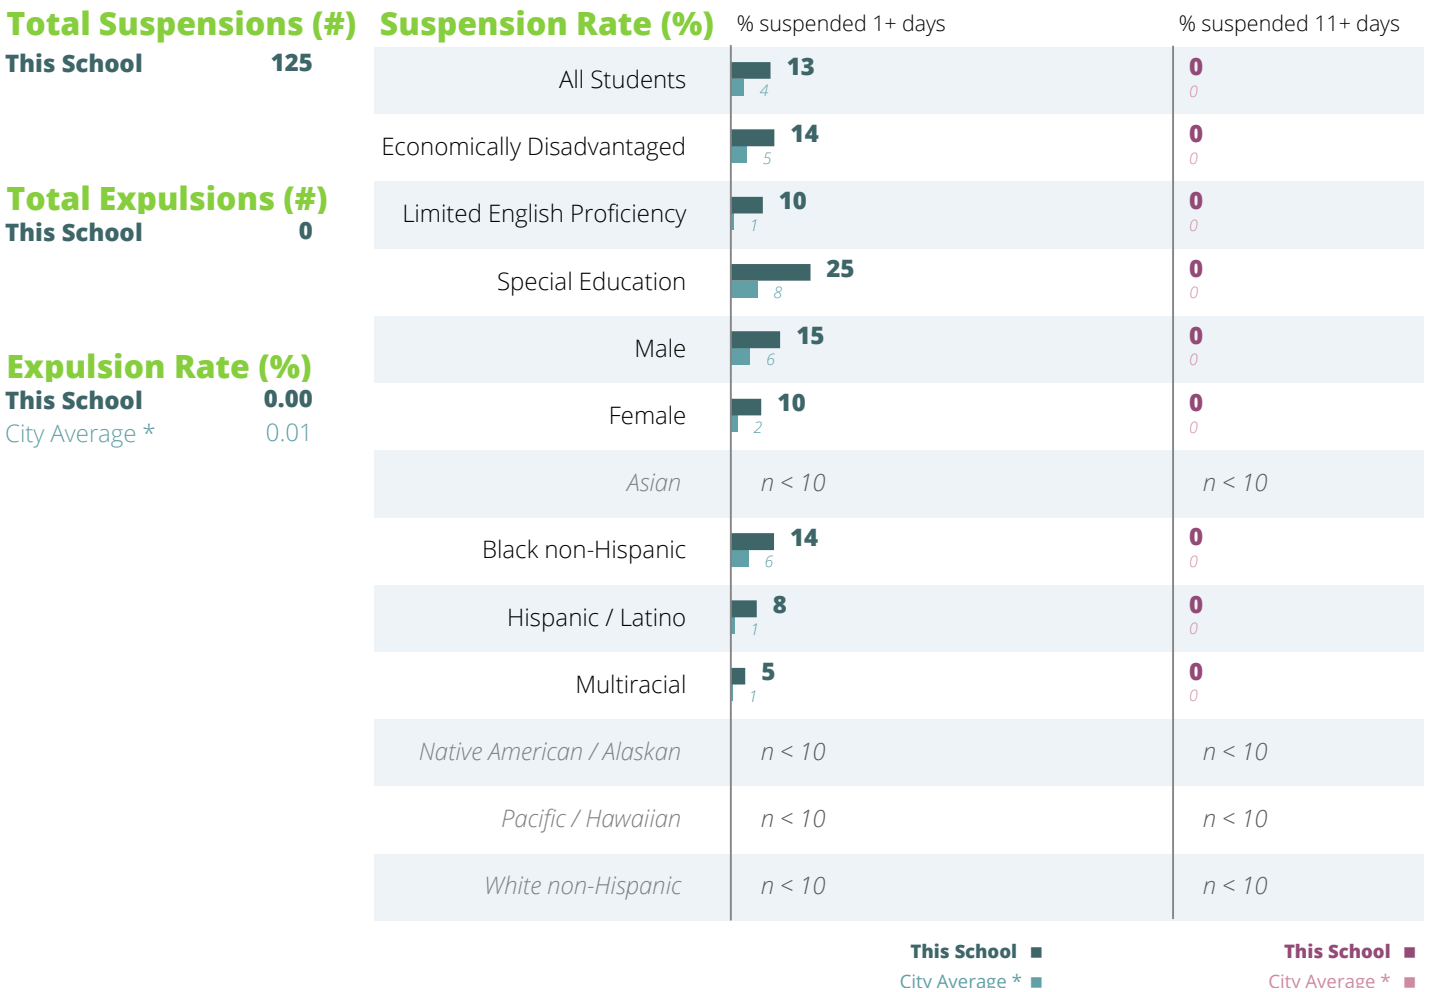 Total Suspensions (#)
This School 125
Total Expulsions (#)
This School 0
Expulsion Rate (%)
This School 0.00
City Average * 0.01
Suspension Rate (%) % suspended 1+ days % suspended 11+ days
All Students 13 0
4 0
Economically Disadvantaged 14 0
5 0
Limited English Proficiency 10 0
1 0
Special Education 25 0
8 0
Male 15 0
6 0
Female 10 0
2 0
Asian n < 10 n < 10
Black non-Hispanic 14 0
6 0
Hispanic / Latino 8 0
1 0
Multiracial 5 0
1 0
Native American / Alaskan n < 10 n < 10
Pacific / Hawaiian n < 10 n < 10
White non-Hispanic n < 10 n < 10
This School This School
City Average * City Average *